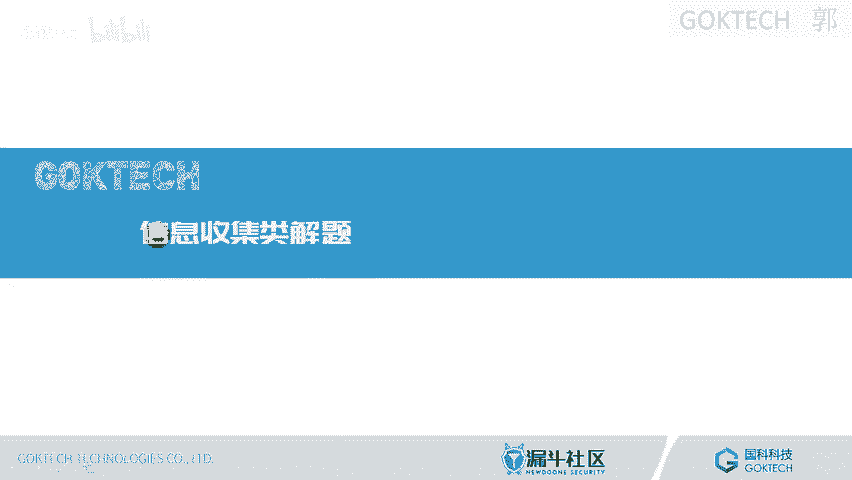 bilibili
GOKTECH 郭
GOKTECH
信息收集类解题
GOKTECH TECHNOLOGIES CO., LTD.
漏斗社区
NEWDOONE SECURITY
国科科技
GOKTECH